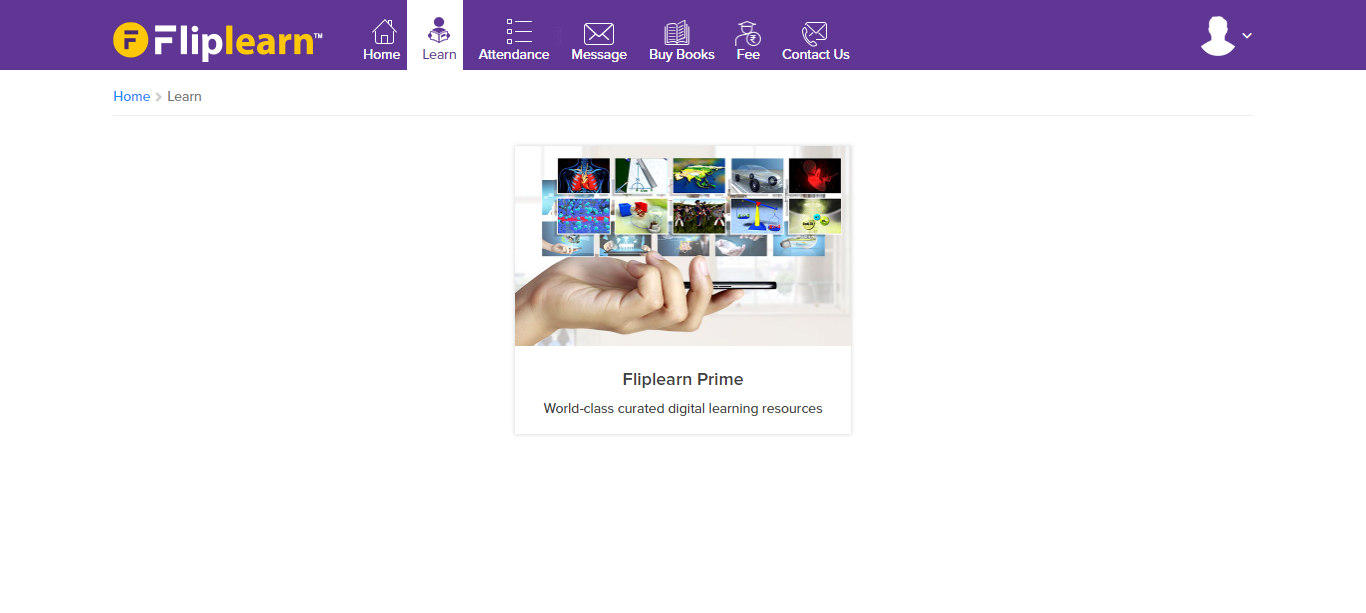 Fliplearn™
Home
Learn
Attendance
Message
Buy Books
Fee
Contact Us
Home > Learn
Fliplearn Prime
World-class curated digital learning resources